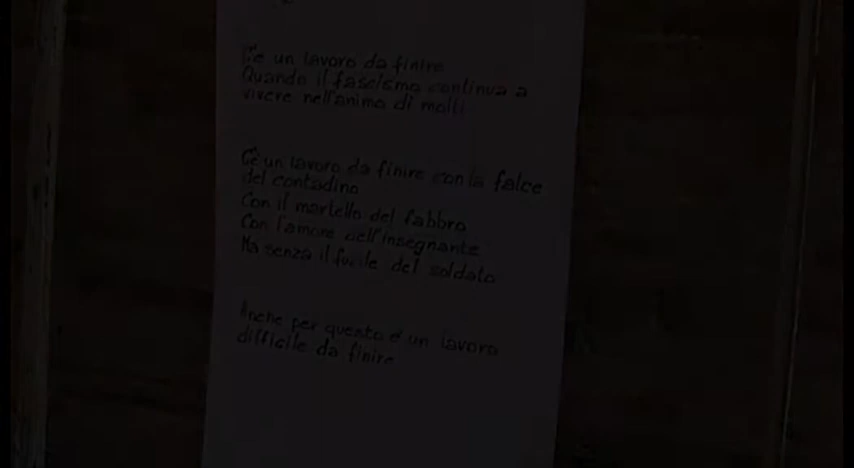 C'è un lavoro da finire
Quando il fascismo continua a
vivere nell'animo di molti
C'è un lavoro da finire con la falce
del contadino
Con il martello del fabbro
Con l'amore dell'insegnante
Ma senza il fucile del soldato
Anche per questo è un lavoro
difficile da finire